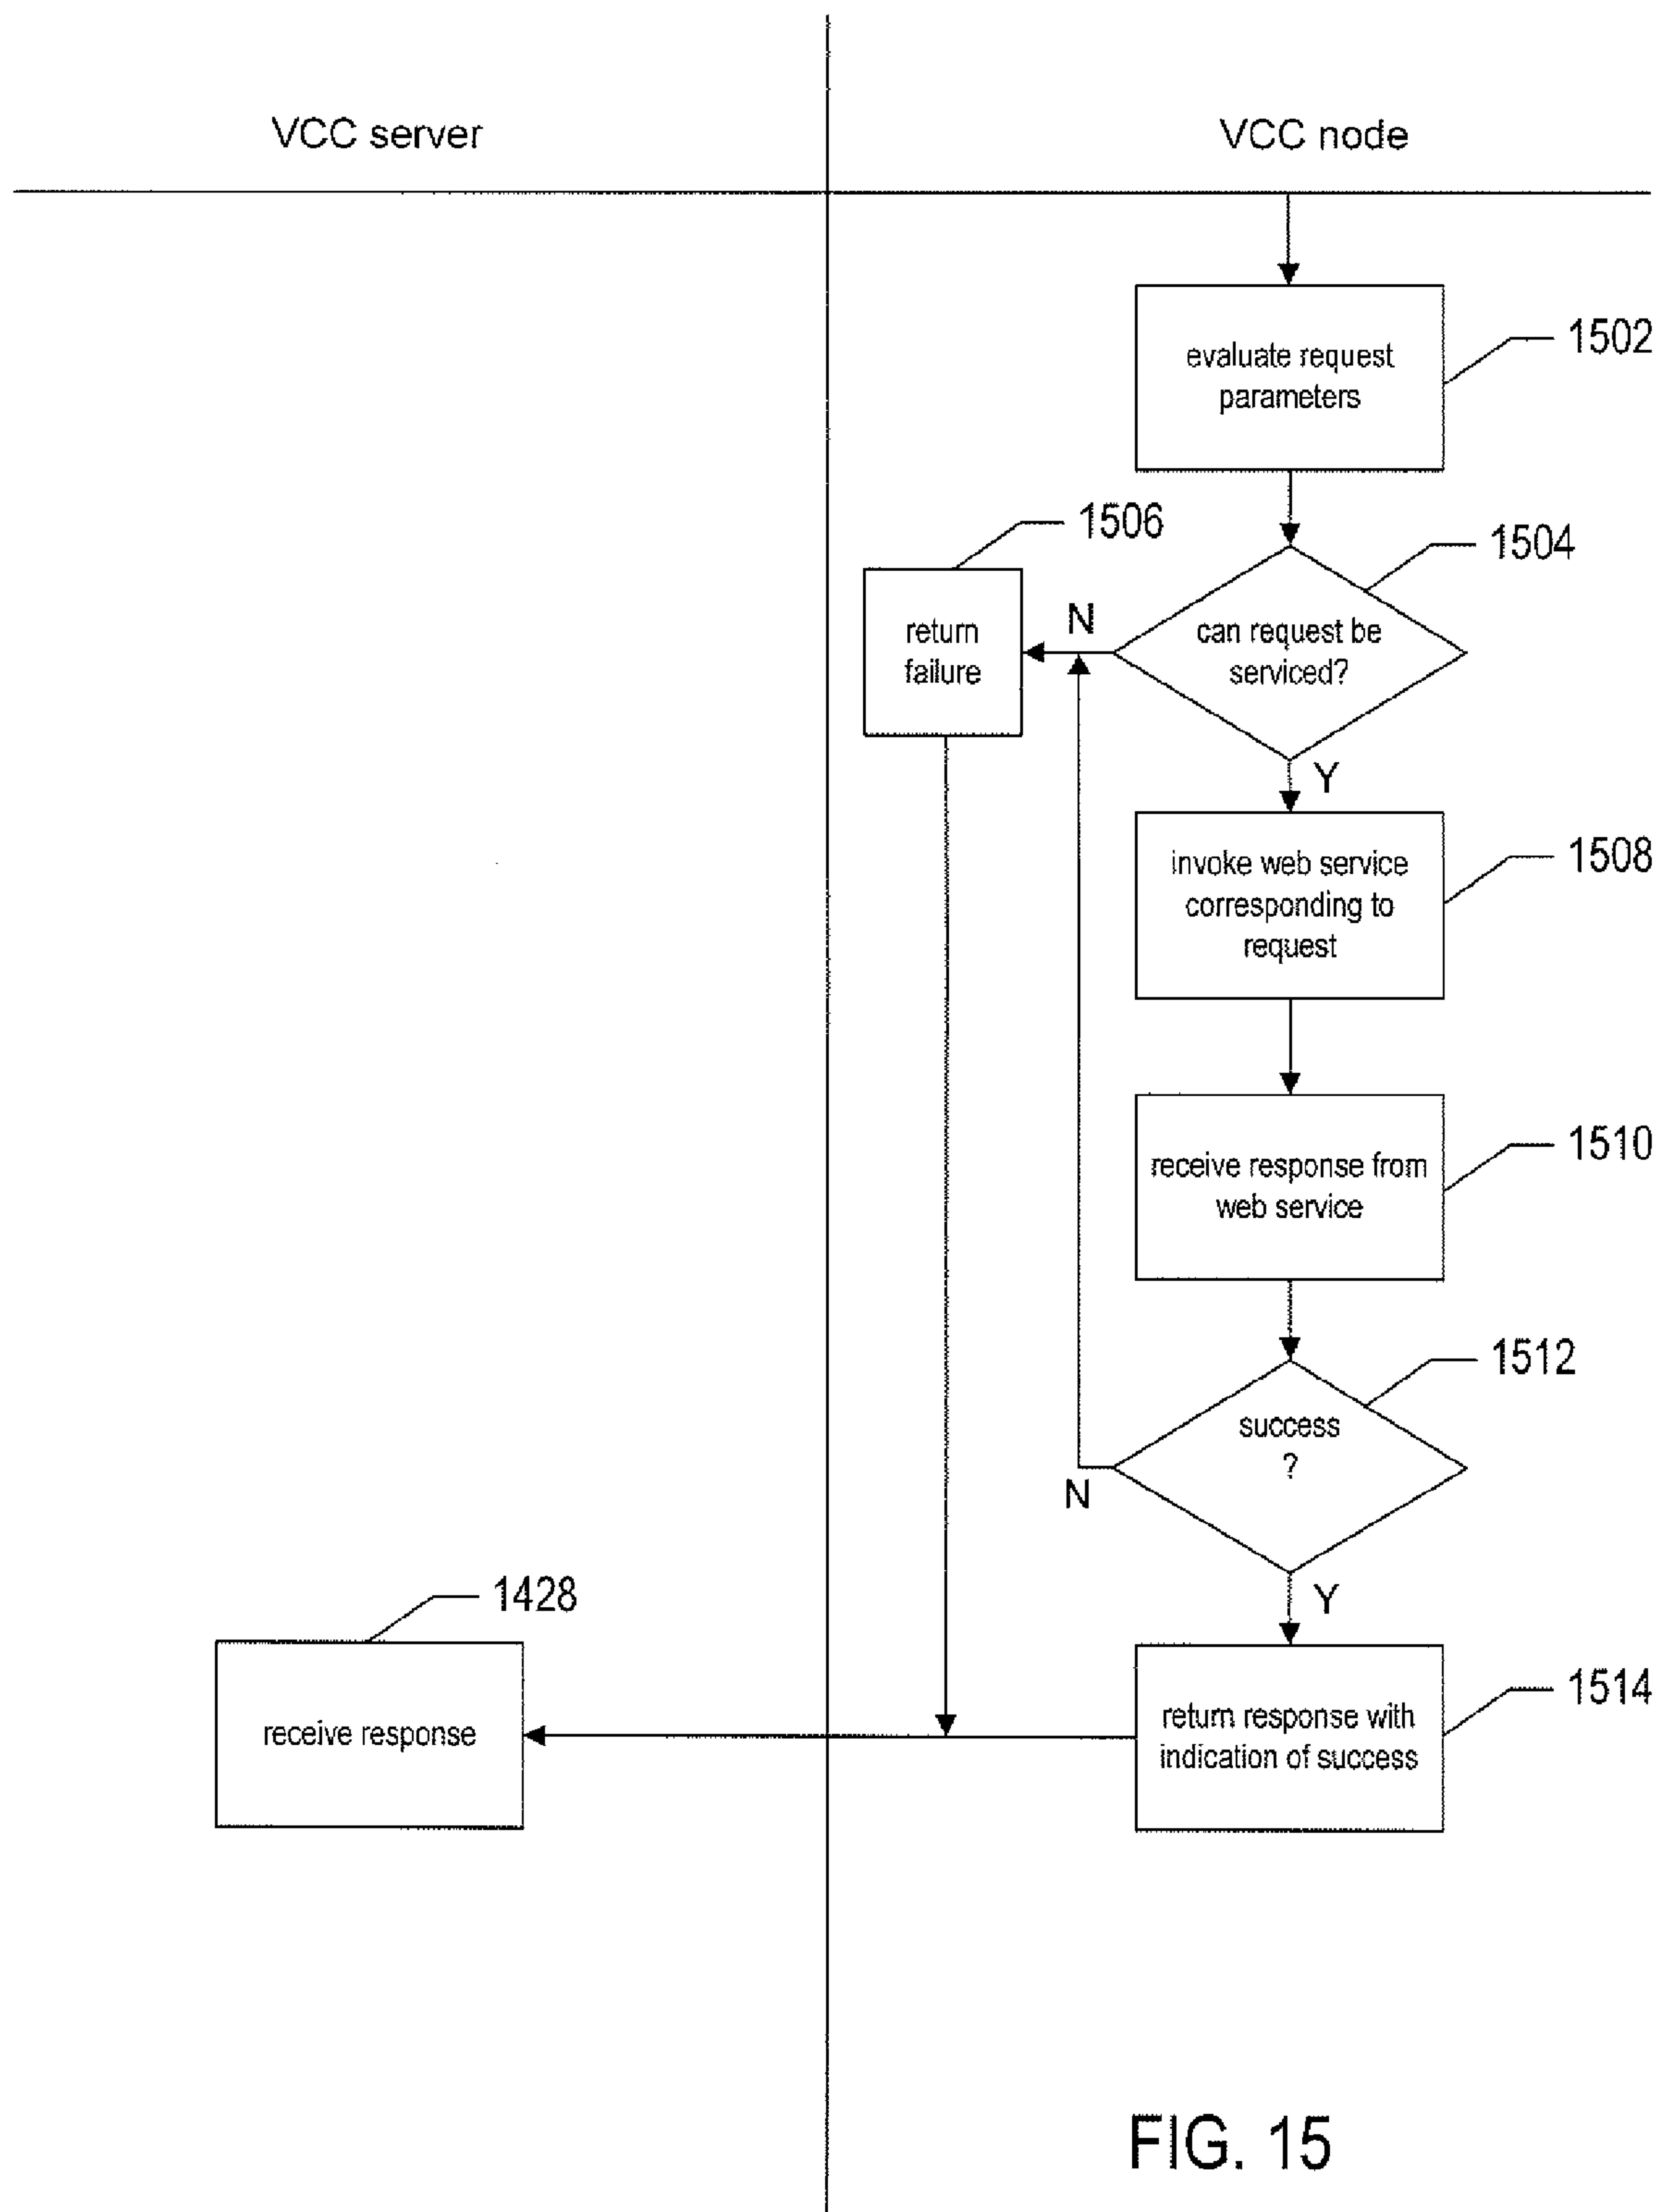 VCC server
VCC node
evaluate request
parameters
1502
1506
1504
return
failure
N
can request be
serviced?
Y
invoke web service
corresponding to
request
1508
receive response from
web service
1510
1512
success
?
N
Y
1428
receive response
return response with
indication of success
1514
FIG. 15